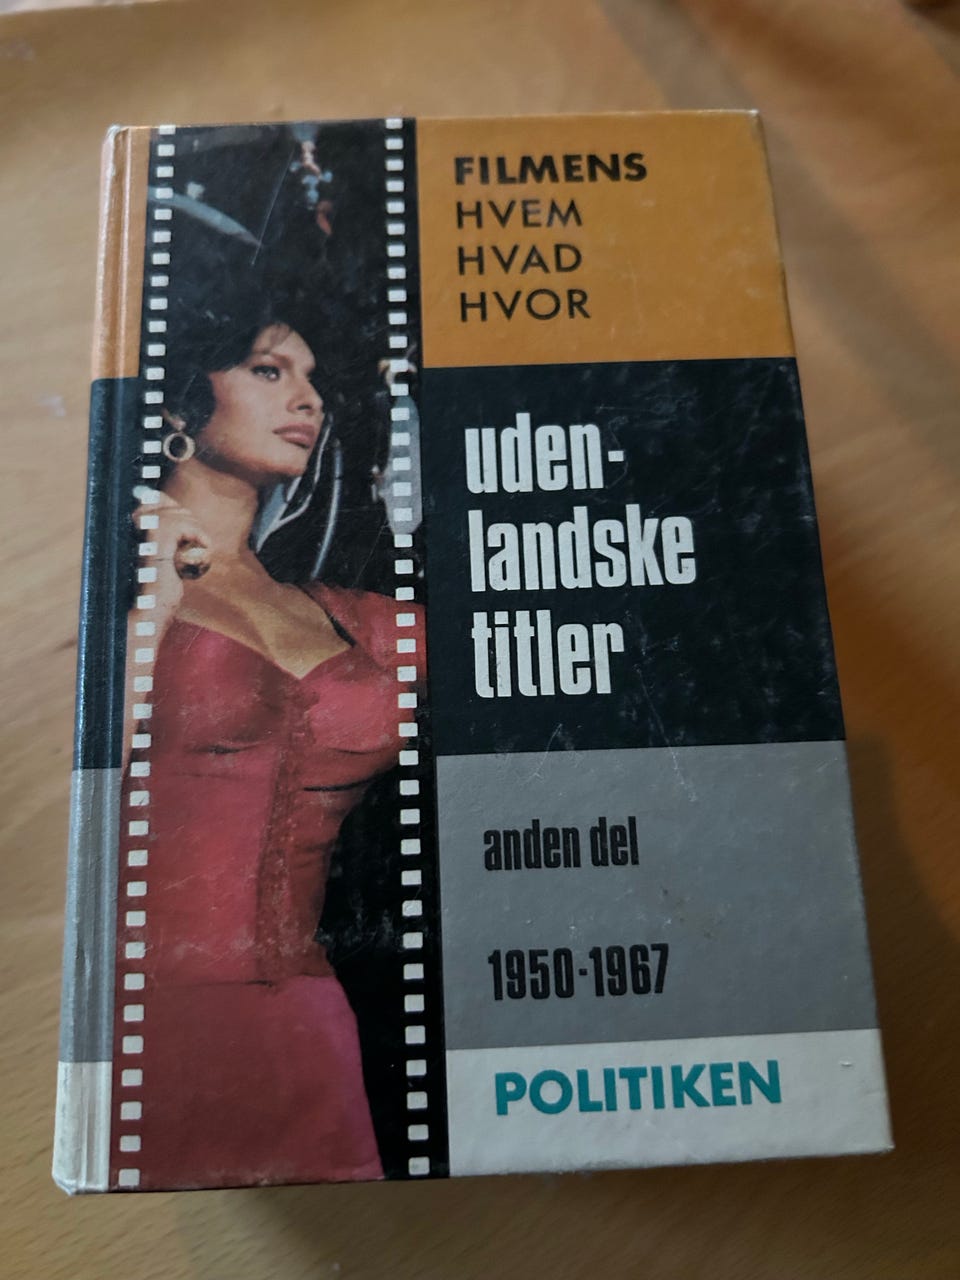 FILMENS
HVEM
HVAD
HVOR
uden-
landske
titler
anden del
1950-1967
POLITIKEN